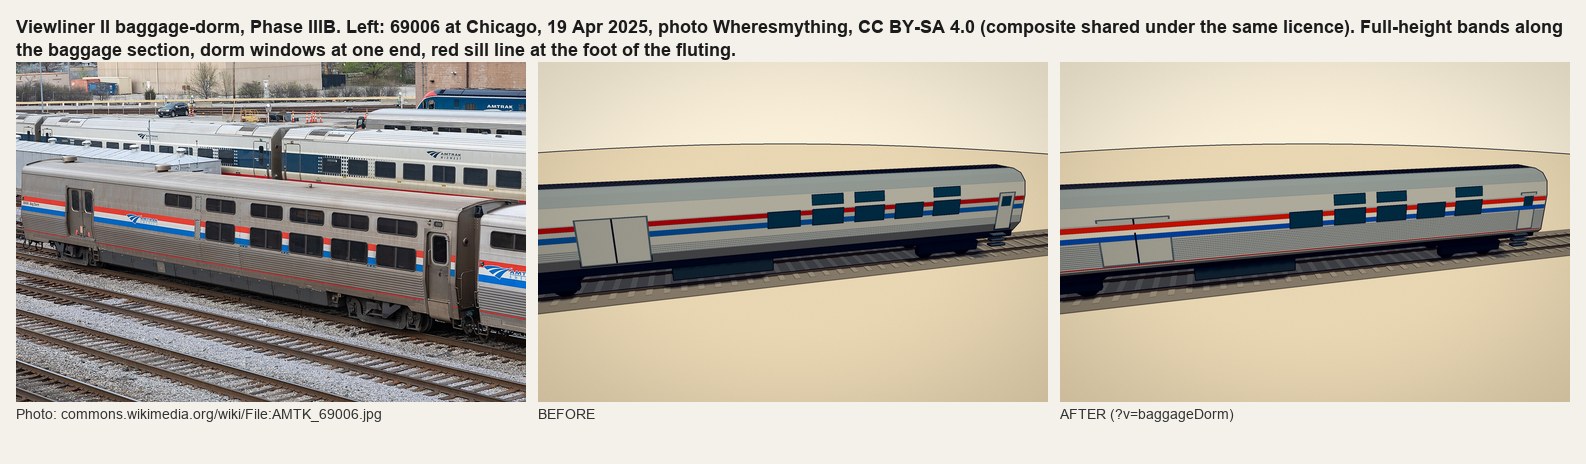 Viewliner II baggage-dorm, Phase IIIB. Left: 69006 at Chicago, 19 Apr 2025, photo Wheresmything, CC BY-SA 4.0 (composite shared under the same licence). Full-height bands along
the baggage section, dorm windows at one end, red sill line at the foot of the fluting.
AMTRAK
AMTRAK
MIDWEST
Photo: commons.wikimedia.org/wiki/File:AMTK_69006.jpg
BEFORE
AFTER (?v=baggageDorm)